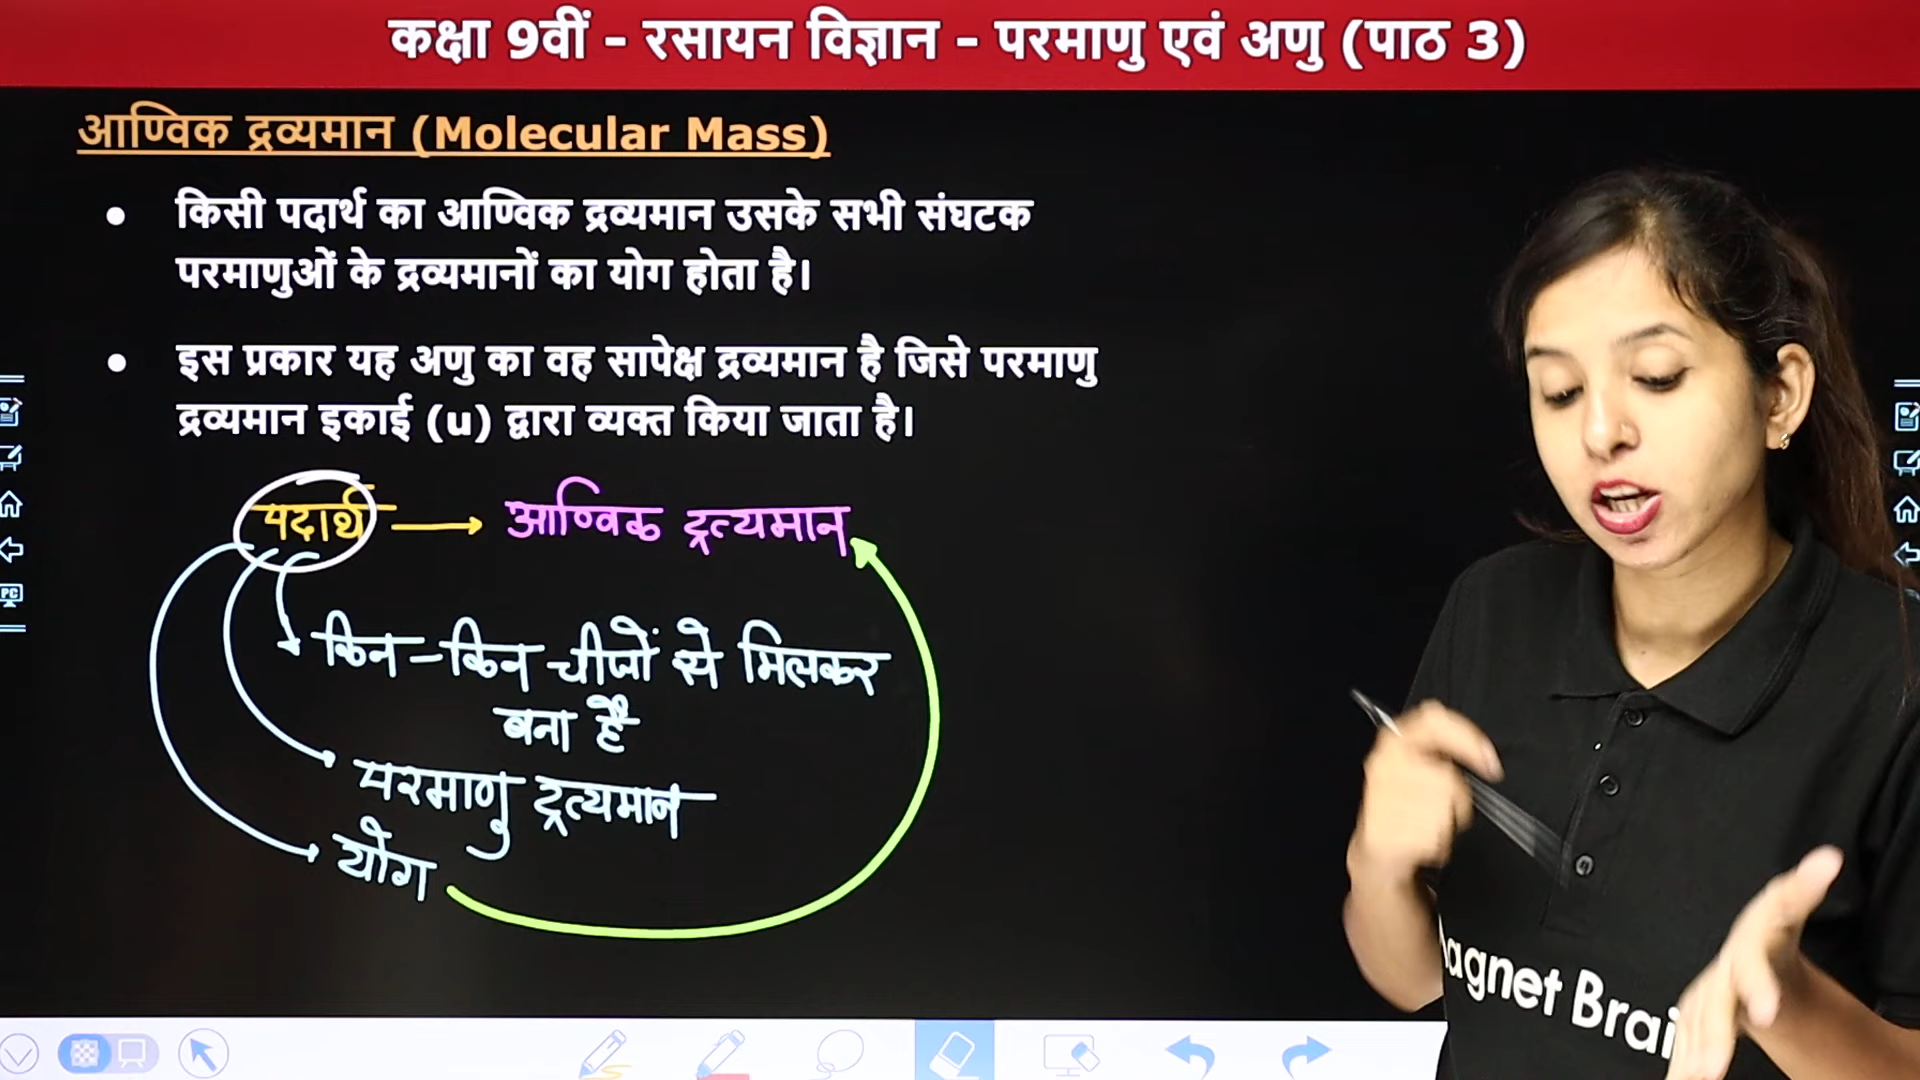 कक्षा 9वीं – रसायन विज्ञान – परमाणु एवं अणु (पाठ 3)
आण्विक द्रव्यमान (Molecular Mass)
• किसी पदार्थ का आण्विक द्रव्यमान उसके सभी संघटक
परमाणुओं के द्रव्यमानों का योग होता है।
• इस प्रकार यह अणु का वह सापेक्ष द्रव्यमान है जिसे परमाणु
द्रव्यमान इकाई (u) द्वारा व्यक्त किया जाता है।
पदार्थ → आण्विक द्रव्यमान
किन - किन चीजों से मिलकर
बना है
परमाणु द्रव्यमान
योग
agnet Brai
PC